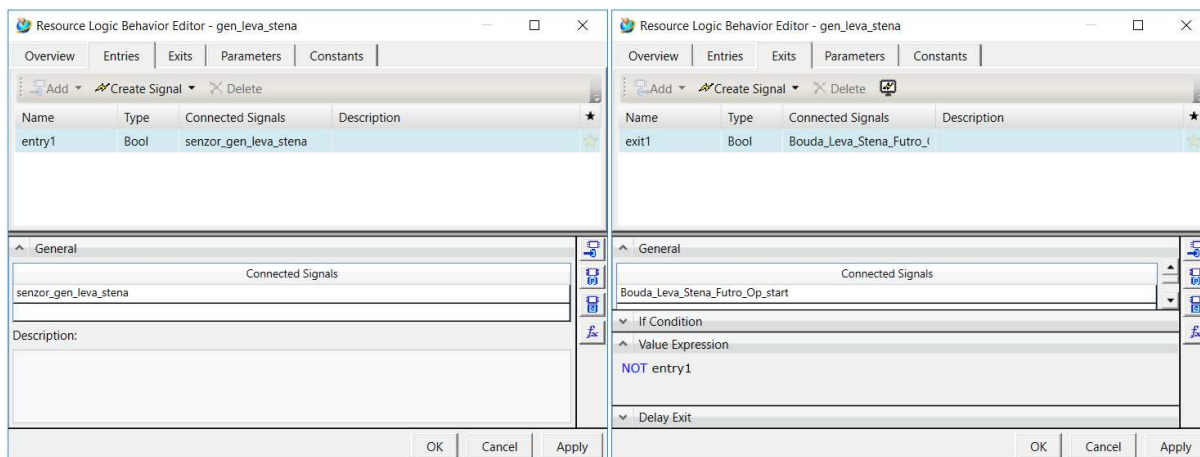 Resource Logic Behavior Editor - gen_leva_stena
Overview Entries Exits Parameters Constants
Add Create Signal Delete
Name Type Connected Signals Description
entry1 Bool senzor_gen_leva_stena
General
Connected Signals
senzor_gen_leva_stena
Description:
OK Cancel Apply
Resource Logic Behavior Editor - gen_leva_stena
Overview Entries Exits Parameters Constants
Add Create Signal Delete
Name Type Connected Signals Description
exit1 Bool Bouda_Leva_Stena_Futro_(
General
Connected Signals
Bouda_Leva_Stena_Futro_Op_start
If Condition
Value Expression
NOT entry1
Delay Exit
OK Cancel Apply